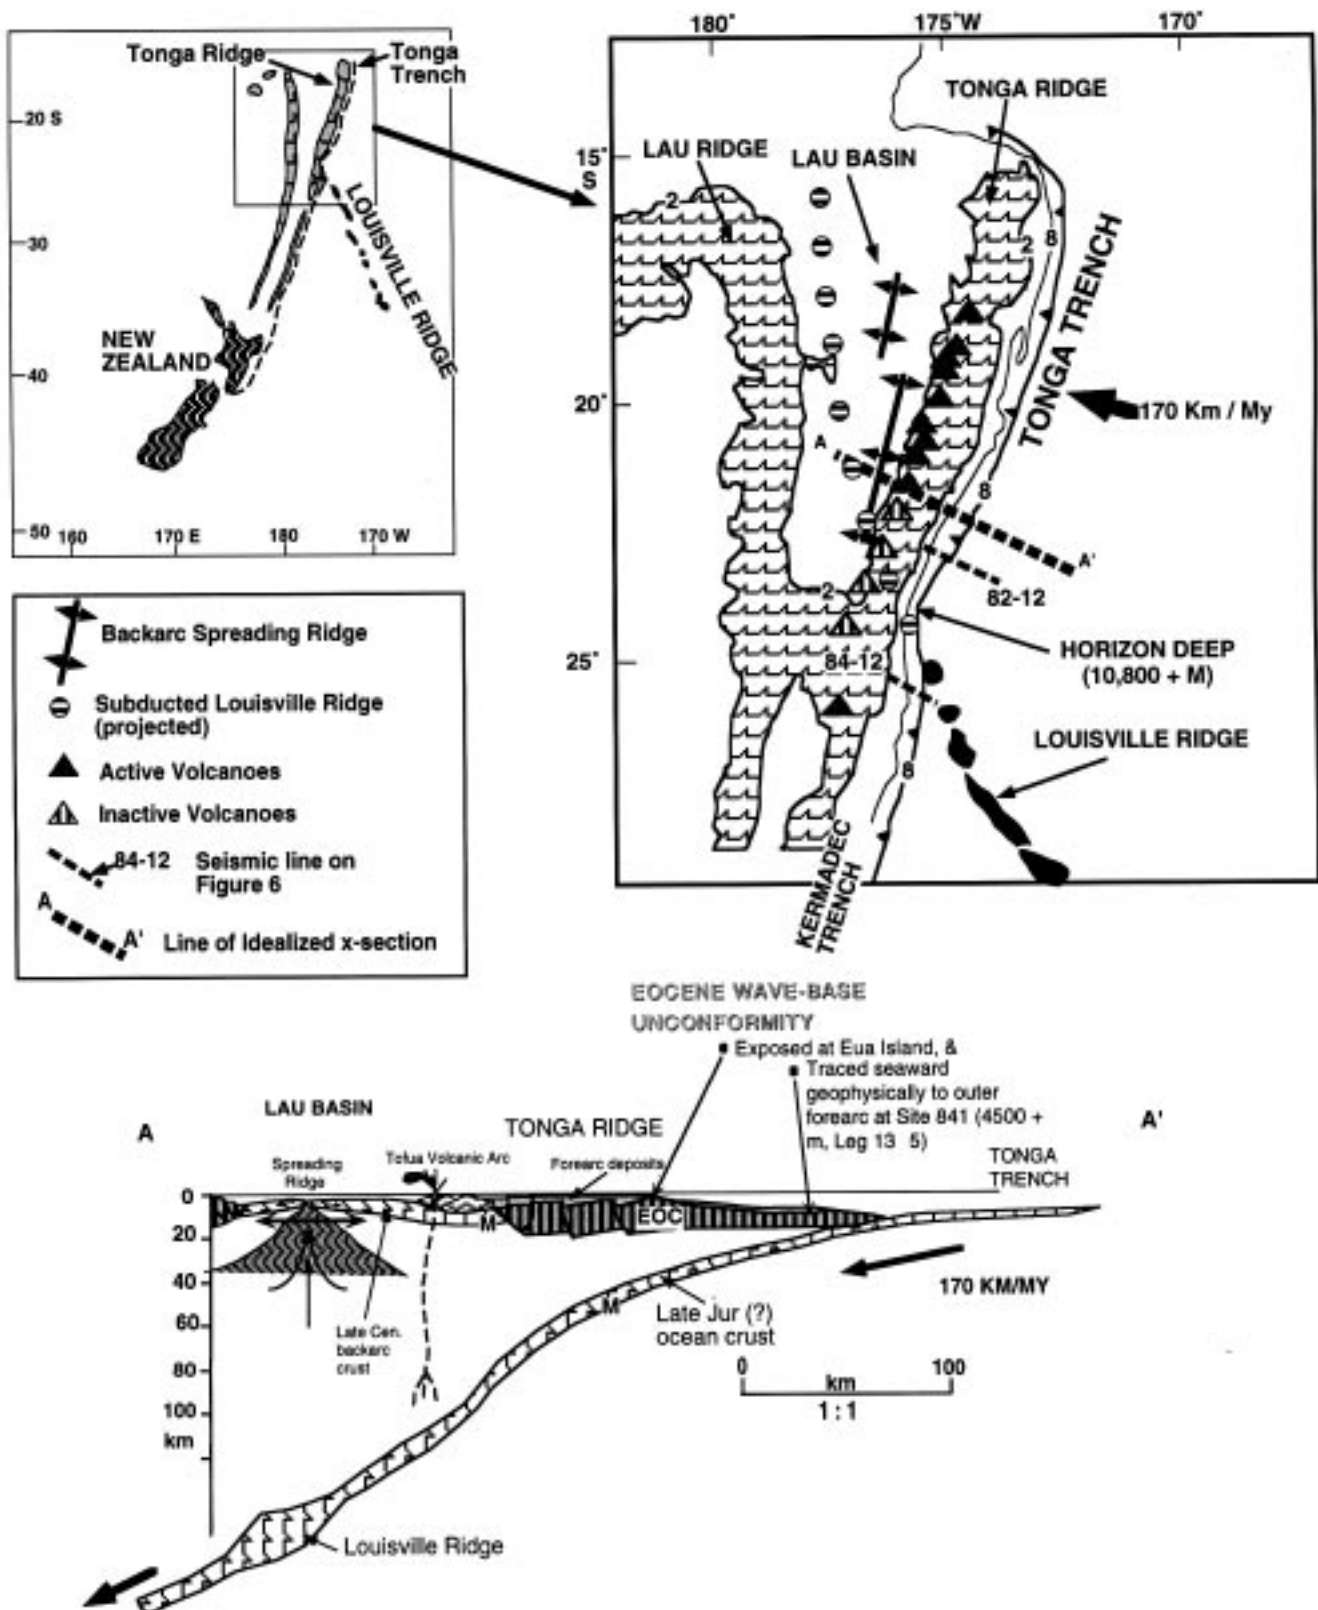 Tonga Ridge
Tonga
Trench
20 S
30
40
50
160
170 E
180
170 W
LOUISVILLE RIDGE
NEW
ZEALAND
180°
175°W
170°
15°
S
20°
25°
TONGA RIDGE
LAU RIDGE
LAU BASIN
2
2
8
TONGA TRENCH
170 Km / My
A
8
A'
82-12
2
84-12
HORIZON DEEP
(10,800 + M)
LOUISVILLE RIDGE
8
KERMADEC
TRENCH
Backarc Spreading Ridge
Subducted Louisville Ridge
(projected)
Active Volcanoes
Inactive Volcanoes
84-12 Seismic line on
Figure 6
A
A' Line of Idealized x-section
EOCENE WAVE-BASE
UNCONFORMITY
Exposed at Eua Island, &
Traced seaward
geophysically to outer
forearc at Site 841 (4500 +
m, Leg 13 5)
A
LAU BASIN
TONGA RIDGE
A'
Spreading
Ridge
Tofua Volcanic Arc
Forearc deposits
TONGA
TRENCH
0
20
40
60
80
100
km
M
EOC
170 KM/MY
M
Late Cen.
backarc
crust
Late Jur (?)
ocean crust
0 100
km
1 : 1
Louisville Ridge